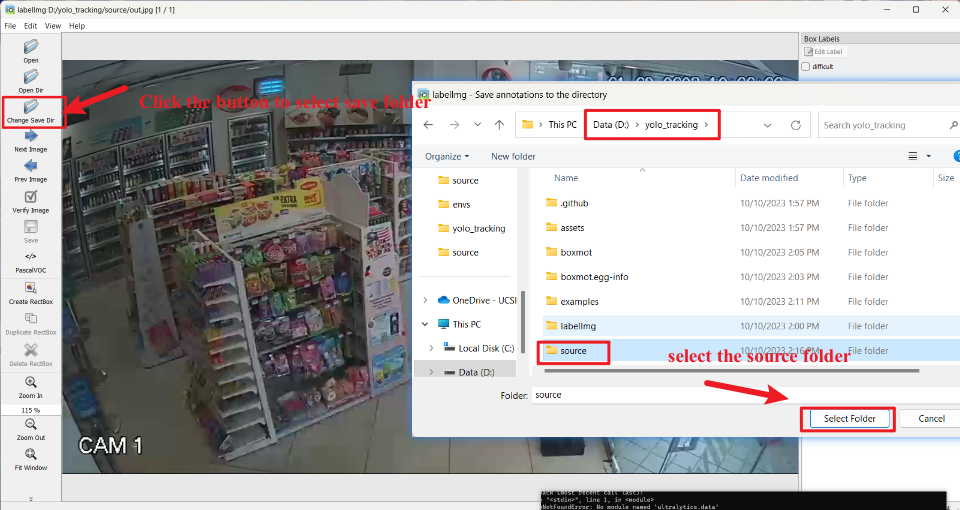 labelImg D:/yolo_tracking/source/out.jpg [1 / 1]
File Edit View Help
Open
Open Dir
Change Save Dir
Next Image
Prev Image
Verify Image
Save
</>
PascalVOC
Create RectBox
Duplicate RectBox
Delete RectBox
Zoom In
115 %
Zoom Out
Fit Window
Click the button to select save folder
EXTRA
Maggi
CAM 1
Box Labels
Edit Label
difficult
labelImg - Save annotations to the directory
This PC > Data (D:) > yolo_tracking >
Search yolo_tracking
Organize New folder
source
envs
yolo_tracking
source
OneDrive - UCSI
This PC
Local Disk (C:)
Data (D:)
Name Date modified Type Size
.github 10/10/2023 1:57 PM File folder
assets 10/10/2023 1:57 PM File folder
boxmot 10/10/2023 2:05 PM File folder
boxmot.egg-info 10/10/2023 2:03 PM File folder
examples 10/10/2023 2:11 PM File folder
labelImg 10/10/2023 2:00 PM File folder
source 10/10/2023 2:16 PM File folder
select the source folder
Folder: source
Select Folder Cancel
"<stdin>", line 1, in <module>
NotFoundError: No module named 'ultralytics.data'